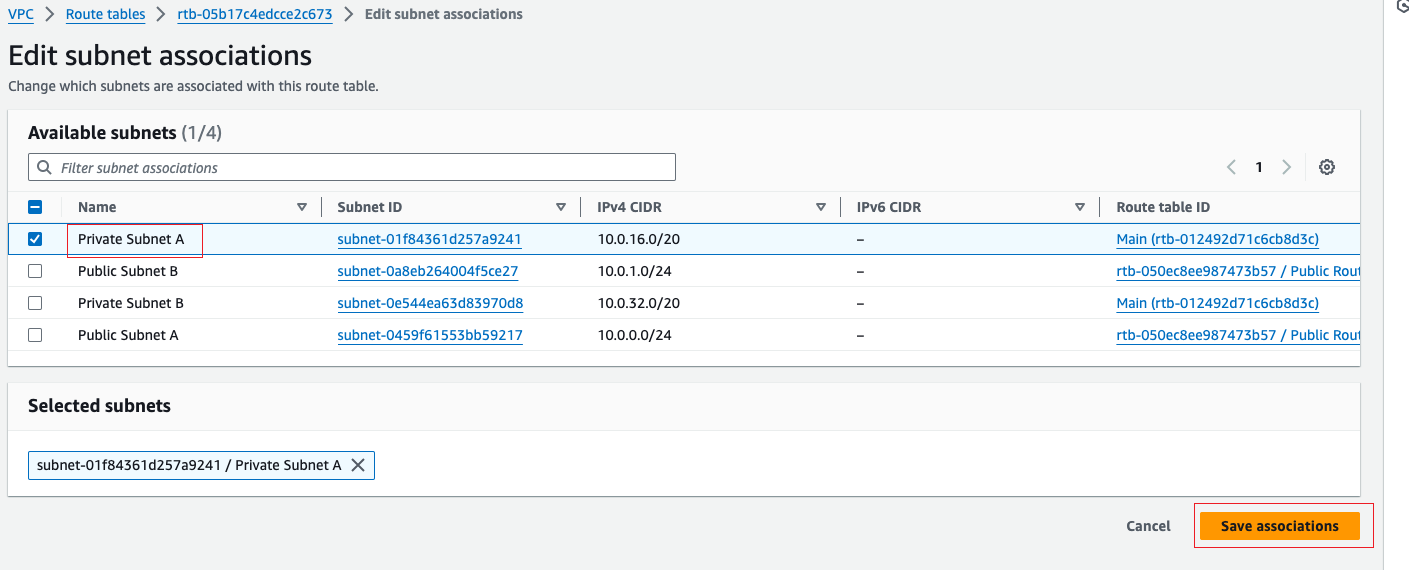 VPC > Route tables > rtb-05b17c4edcce2c673 > Edit subnet associations
Edit subnet associations
Change which subnets are associated with this route table.
Available subnets (1/4)
Filter subnet associations
1
Name Subnet ID IPv4 CIDR IPv6 CIDR Route table ID
Private Subnet A subnet-01f84361d257a9241 10.0.16.0/20 – Main (rtb-012492d71c6cb8d3c)
Public Subnet B subnet-0a8eb264004f5ce27 10.0.1.0/24 – rtb-050ec8ee987473b57 / Public Rout
Private Subnet B subnet-0e544ea63d83970d8 10.0.32.0/20 – Main (rtb-012492d71c6cb8d3c)
Public Subnet A subnet-0459f61553bb59217 10.0.0.0/24 – rtb-050ec8ee987473b57 / Public Rout
Selected subnets
subnet-01f84361d257a9241 / Private Subnet A
Cancel Save associations